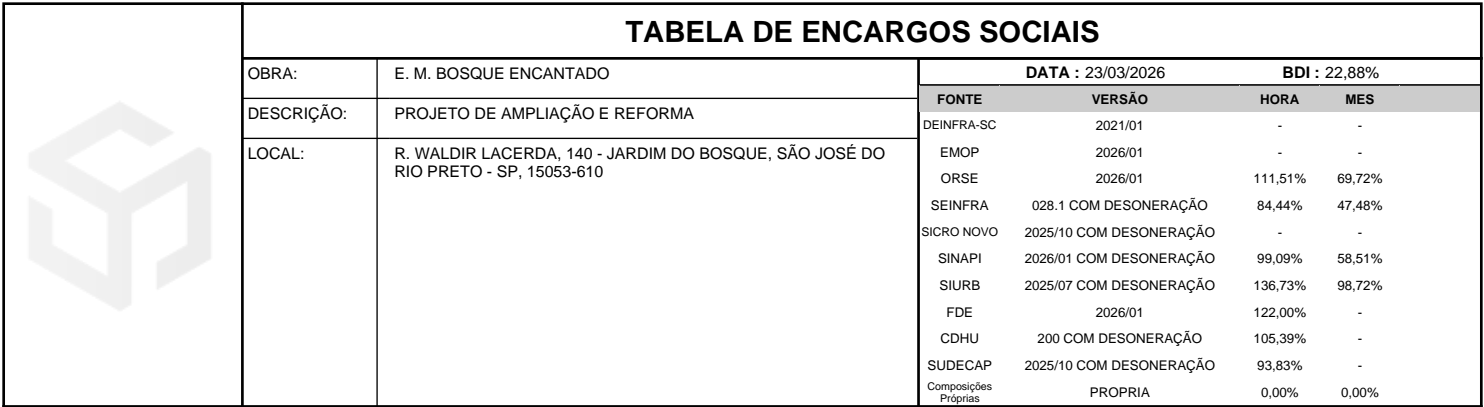 TABELA DE ENCARGOS SOCIAIS
OBRA: E. M. BOSQUE ENCANTADO
DESCRIÇÃO: PROJETO DE AMPLIAÇÃO E REFORMA
LOCAL: R. WALDIR LACERDA, 140 - JARDIM DO BOSQUE, SÃO JOSÉ DO
RIO PRETO - SP, 15053-610
DATA : 23/03/2026 BDI : 22,88%
FONTE VERSÃO HORA MES
DEINFRA-SC 2021/01 - -
EMOP 2026/01 - -
ORSE 2026/01 111,51% 69,72%
SEINFRA 028.1 COM DESONERAÇÃO 84,44% 47,48%
SICRO NOVO 2025/10 COM DESONERAÇÃO - -
SINAPI 2026/01 COM DESONERAÇÃO 99,09% 58,51%
SIURB 2025/07 COM DESONERAÇÃO 136,73% 98,72%
FDE 2026/01 122,00% -
CDHU 200 COM DESONERAÇÃO 105,39% -
SUDECAP 2025/10 COM DESONERAÇÃO 93,83% -
Composições
Próprias PROPRIA 0,00% 0,00%